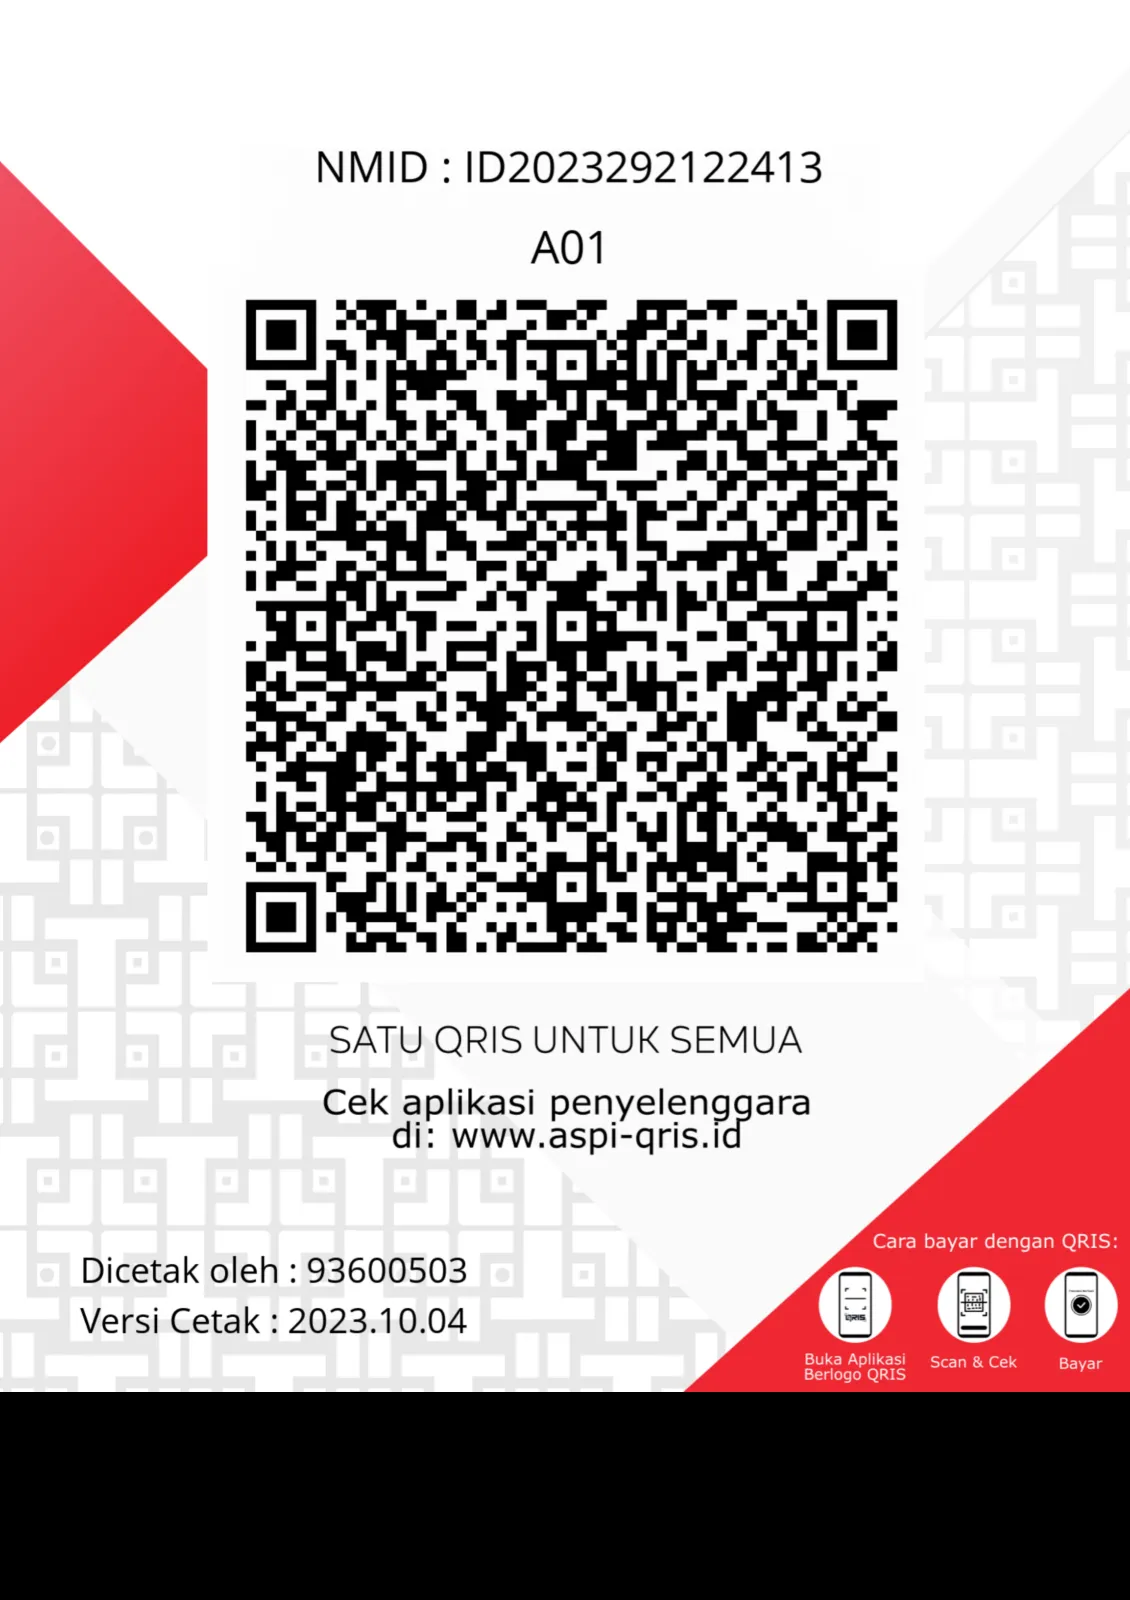 NMID : ID2023292122413
A01
SATU QRIS UNTUK SEMUA
Cek aplikasi penyelenggara
di: www.aspi-qris.id
Dicetak oleh : 93600503
Versi Cetak : 2023.10.04
Cara bayar dengan QRIS:
QRIS
Buka Aplikasi
Berlogo QRIS
Scan & Cek
Bayar